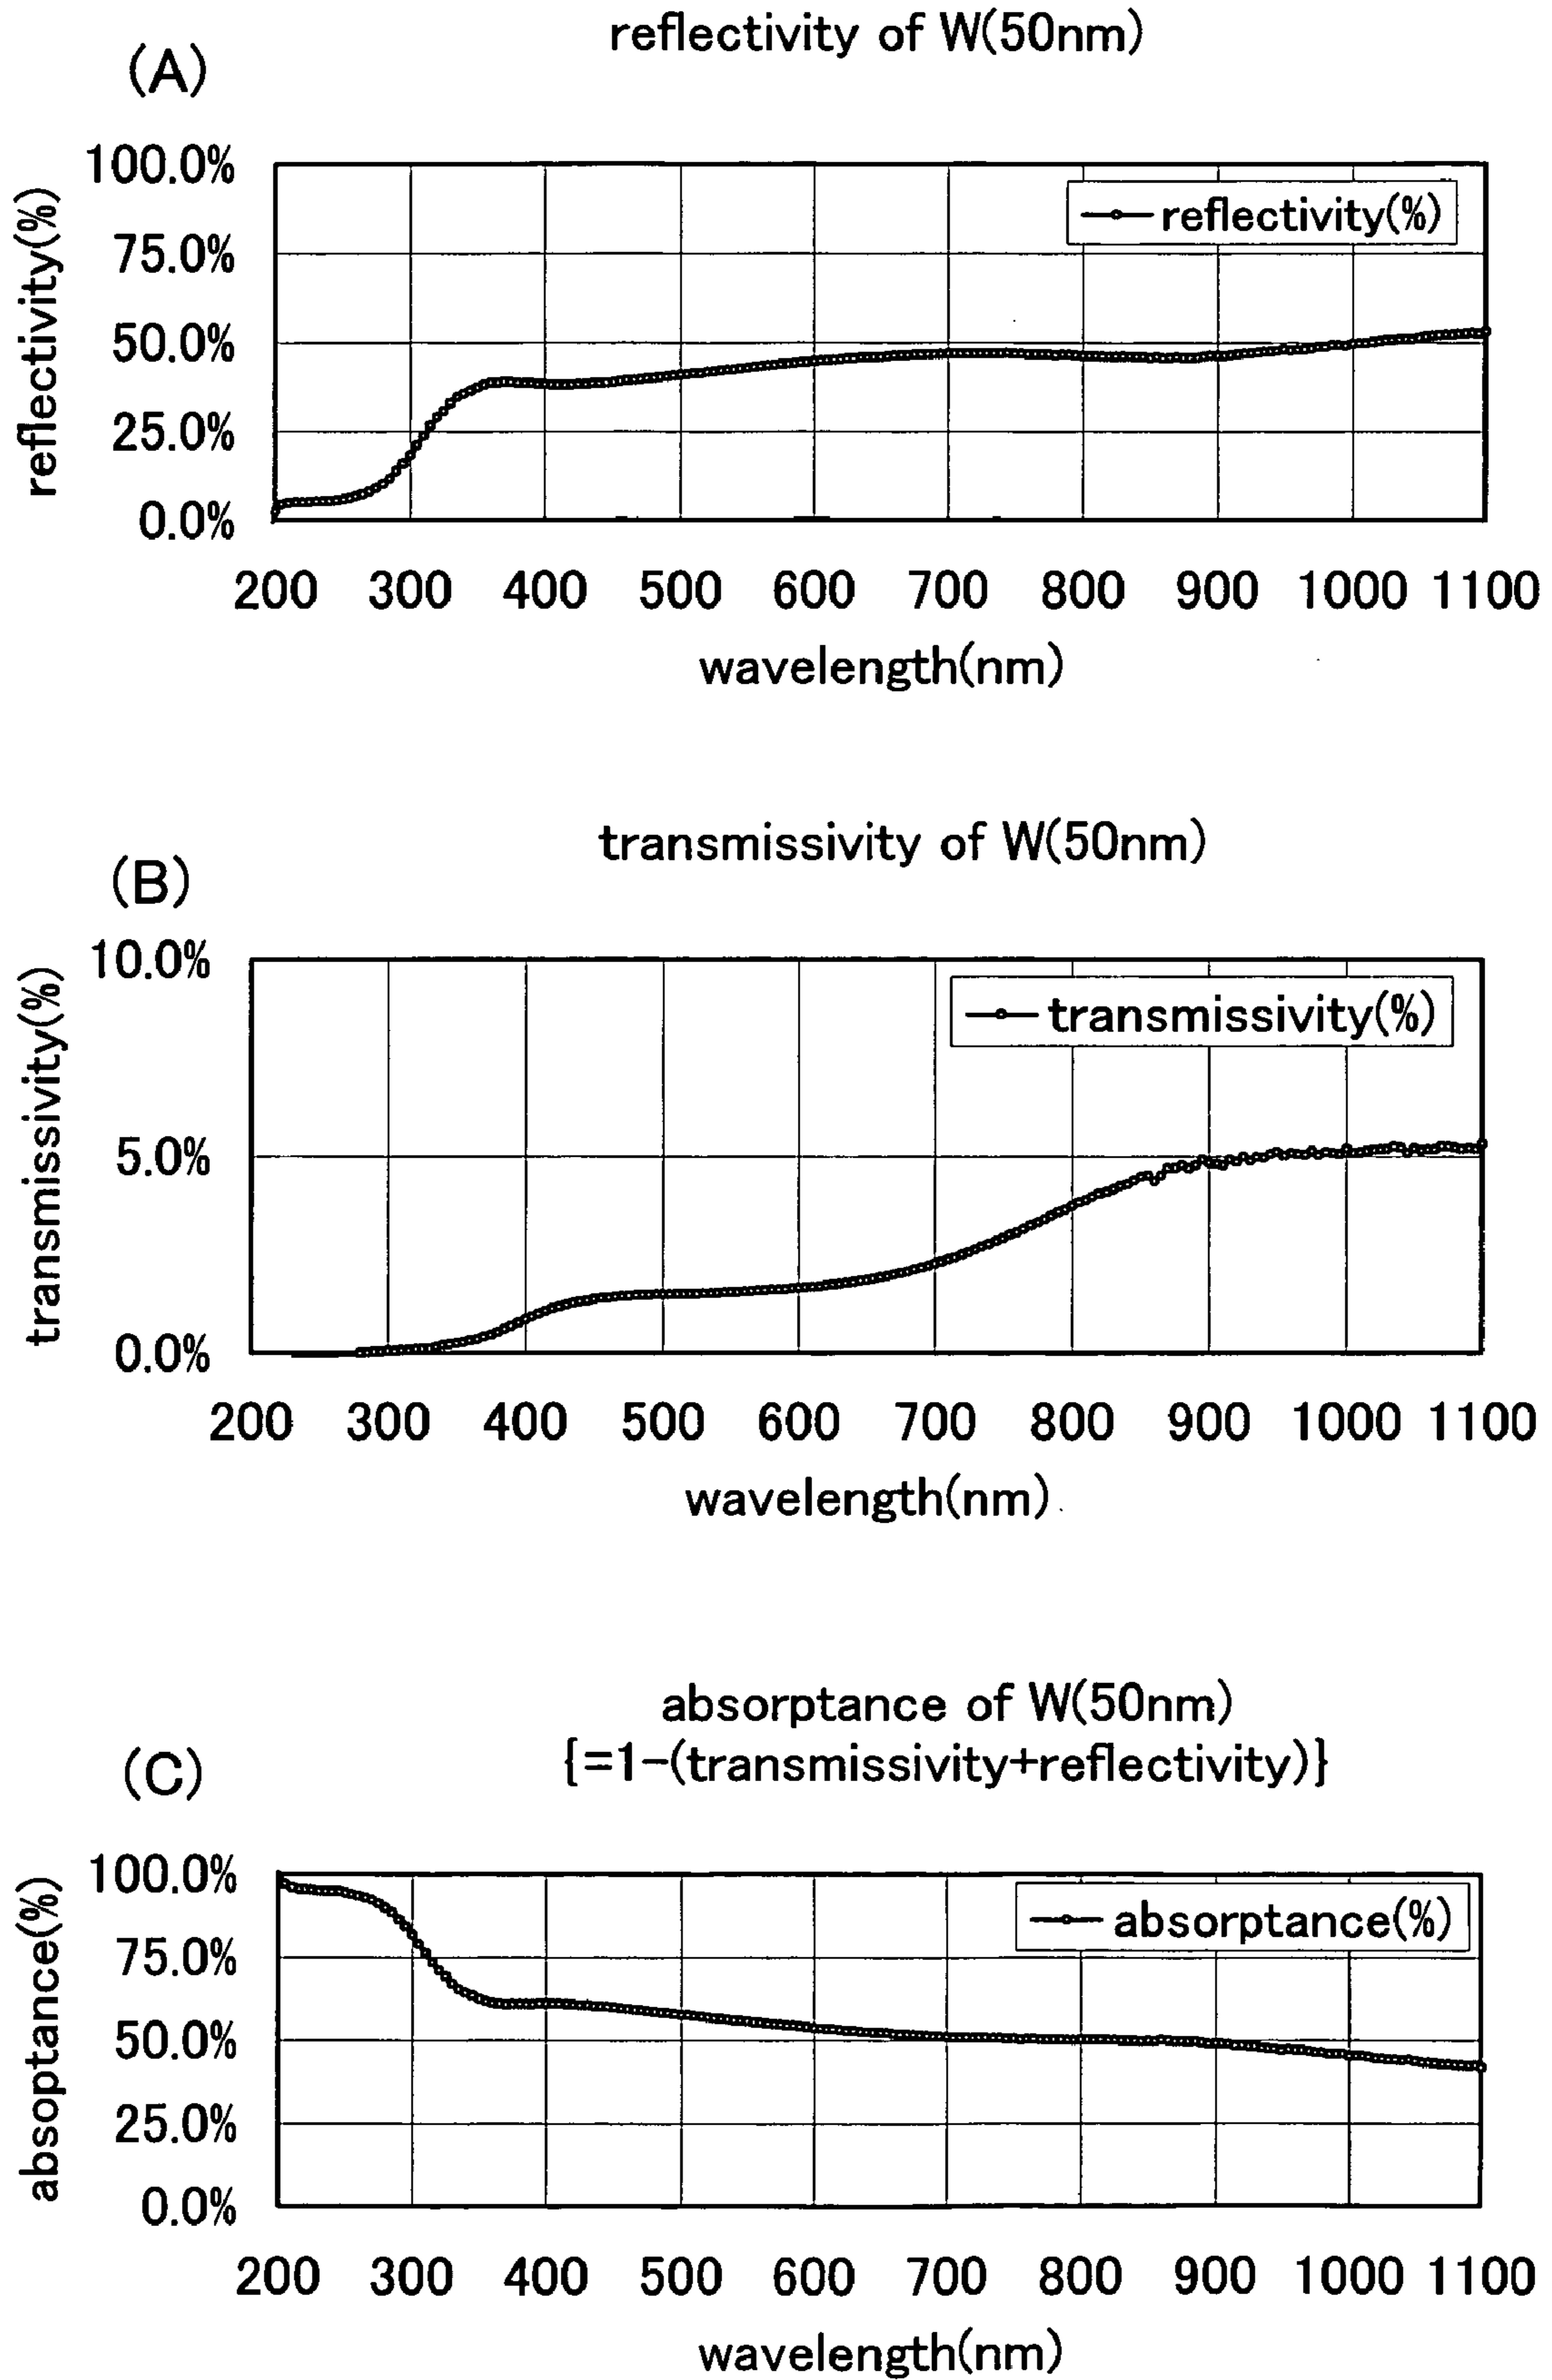 reflectivity of W(50nm)
(A)
100.0%
75.0%
50.0%
25.0%
0.0%
reflectivity(%)
reflectivity(%)
200 300 400 500 600 700 800 900 1000 1100
wavelength(nm)
transmissivity of W(50nm)
(B)
10.0%
5.0%
0.0%
transmissivity(%)
transmissivity(%)
200 300 400 500 600 700 800 900 1000 1100
wavelength(nm)
absorptance of W(50nm)
{=1-(transmissivity+reflectivity)}
(C)
100.0%
75.0%
50.0%
25.0%
0.0%
absoptance(%)
absorptance(%)
200 300 400 500 600 700 800 900 1000 1100
wavelength(nm)